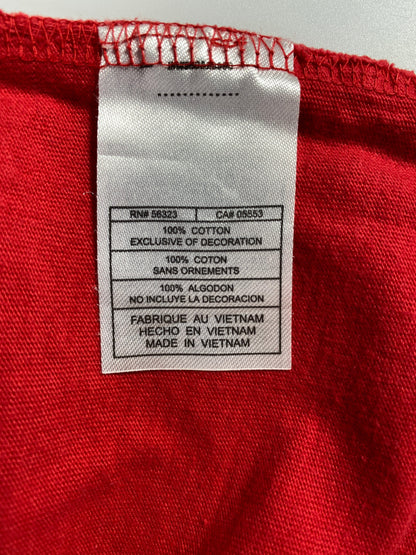 RN# 56323 CA# 05553
100% COTTON
EXCLUSIVE OF DECORATION
100% COTON
SANS ORNEMENTS
100% ALGODON
NO INCLUYE LA DECORACION
FABRIQUE AU VIETNAM
HECHO EN VIETNAM
MADE IN VIETNAM